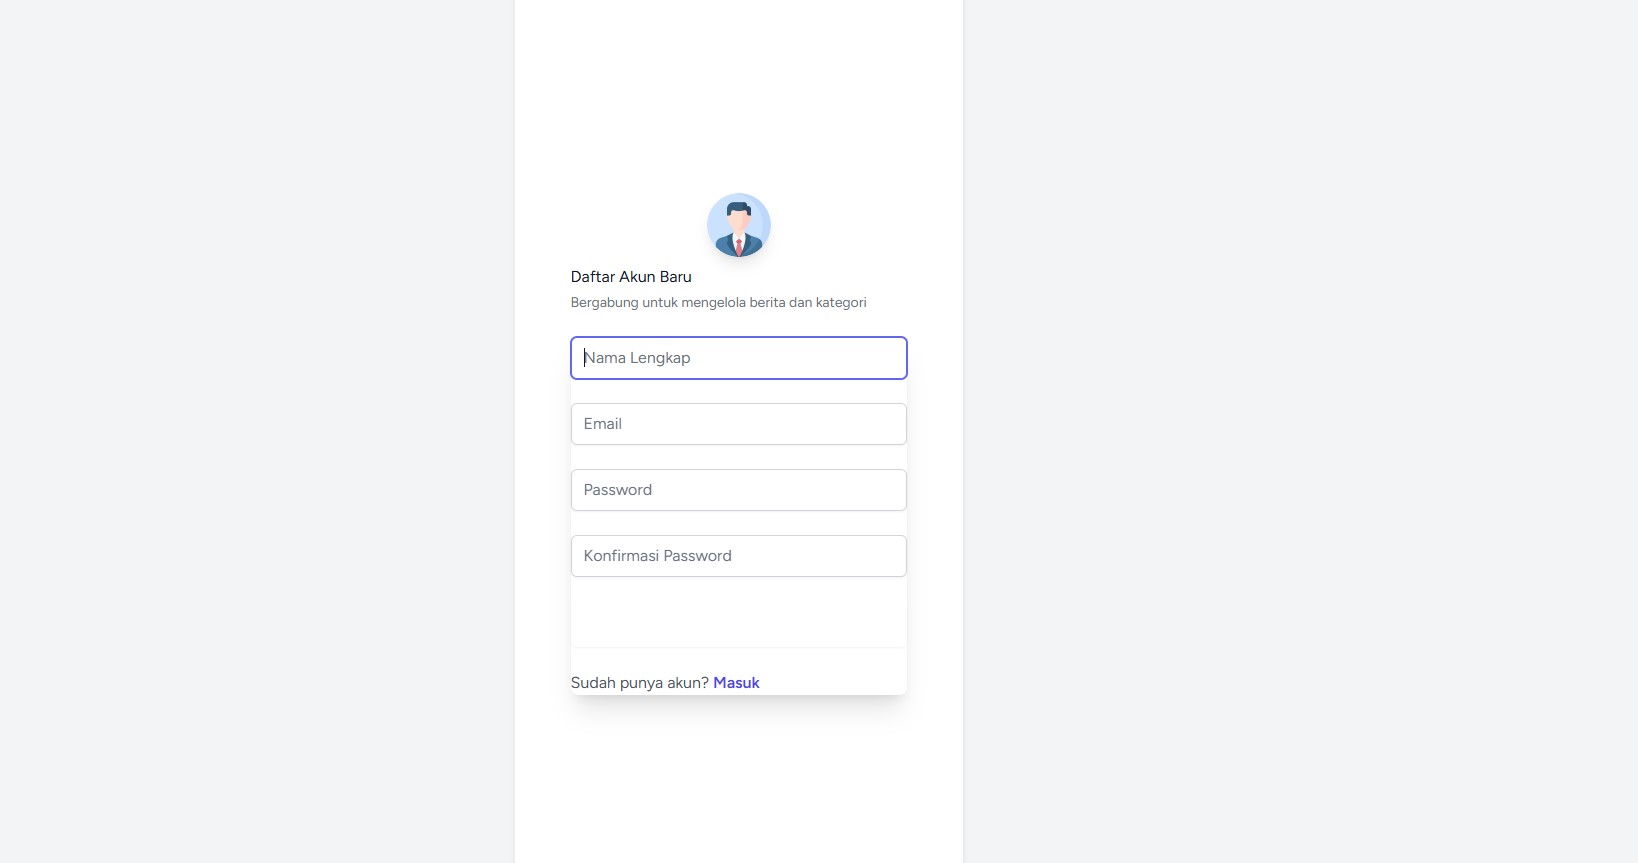 Daftar Akun Baru
Bergabung untuk mengelola berita dan kategori
Nama Lengkap
Email
Password
Konfirmasi Password
Sudah punya akun? Masuk